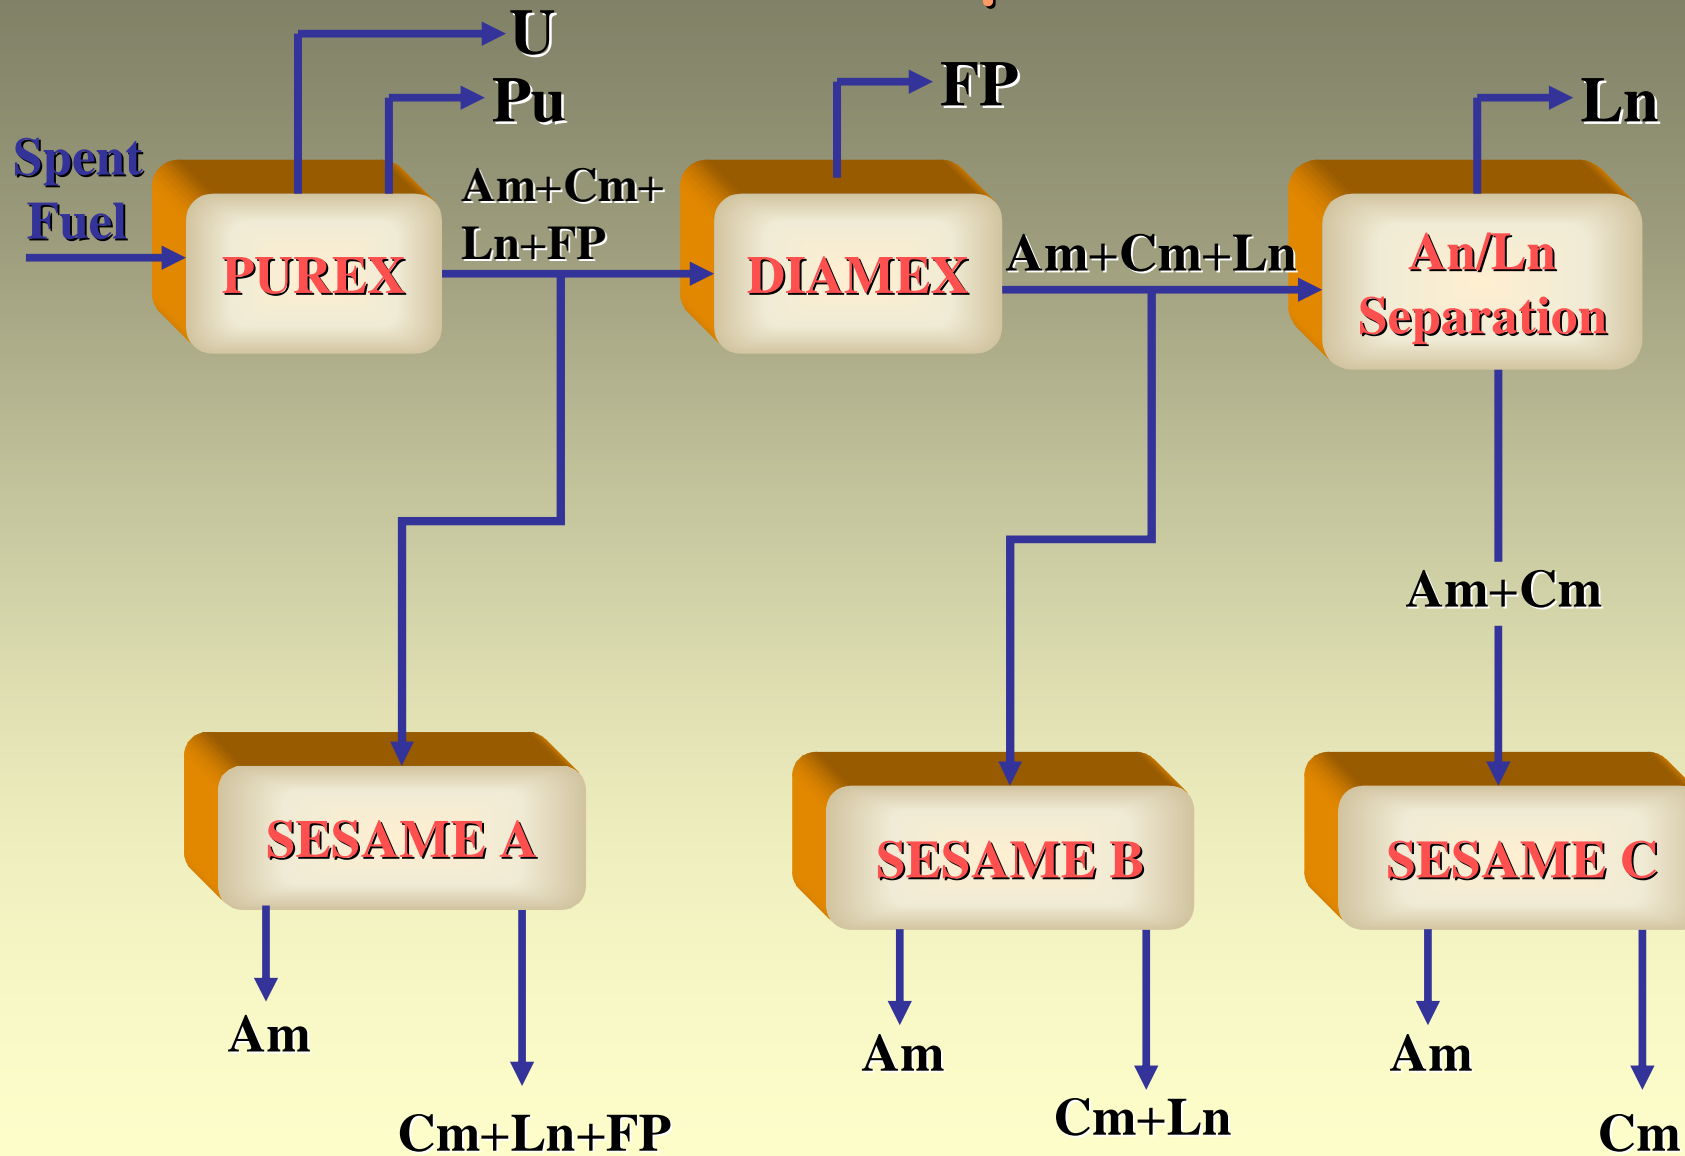 U
Pu
FP
Ln
Spent
Fuel
Am+Cm+
Ln+FP
PUREX
DIAMEX
Am+Cm+Ln
An/Ln
Separation
Am+Cm
SESAME A
SESAME B
SESAME C
Am
Cm+Ln+FP
Am
Cm+Ln
Am
Cm